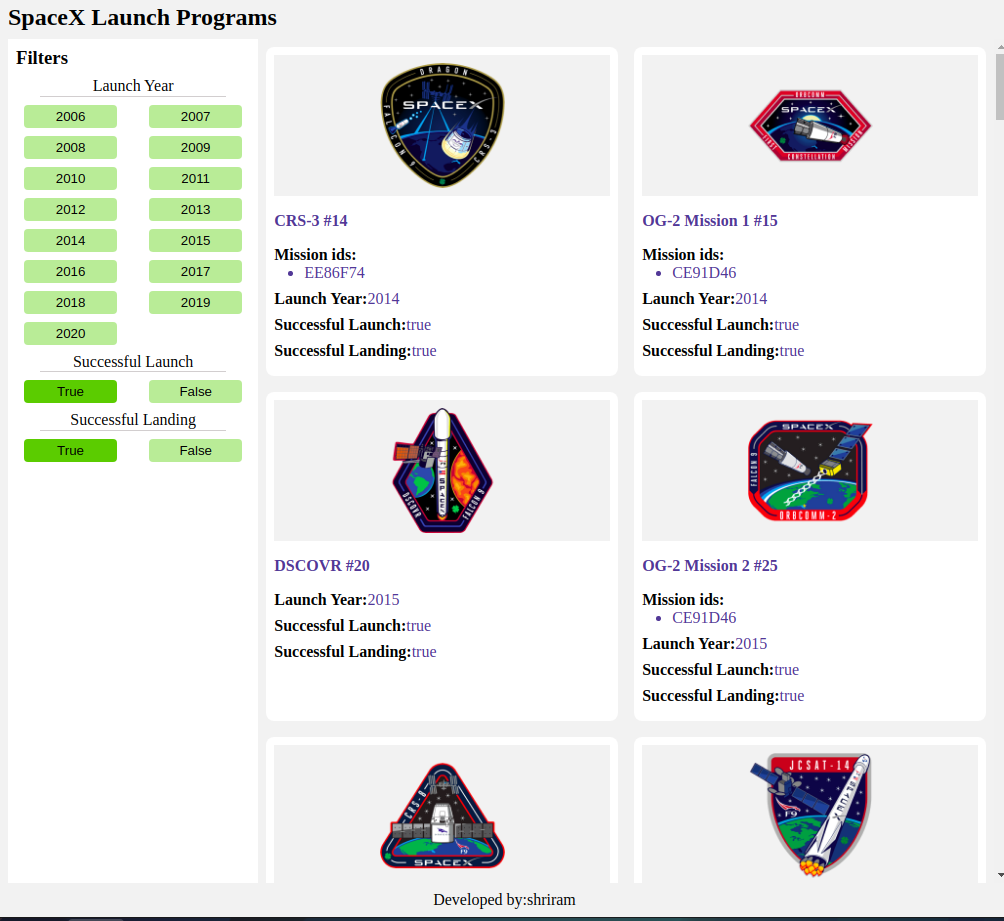 SpaceX Launch Programs
Filters
Launch Year
2006 2007
2008 2009
2010 2011
2012 2013
2014 2015
2016 2017
2018 2019
2020
Successful Launch
True False
Successful Landing
True False
DRAGON
SPACEX
FALCON 9
CRS-3
CRS-3 #14
Mission ids:
EE86F74
Launch Year:2014
Successful Launch:true
Successful Landing:true
ORBCOMM
SPACEX
FIRST
CONSTELLATION
MISSION
OG-2 Mission 1 #15
Mission ids:
CE91D46
Launch Year:2014
Successful Launch:true
Successful Landing:true
SPACEX
DSCOVR
FALCON 9
DSCOVR #20
Launch Year:2015
Successful Launch:true
Successful Landing:true
SPACEX
FALCON 9
ORBCOMM-2
OG-2 Mission 2 #25
Mission ids:
CE91D46
Launch Year:2015
Successful Launch:true
Successful Landing:true
CRS-8
F9
SPACEX
JCSAT-14
SPACEX
F9
Developed by:shriram